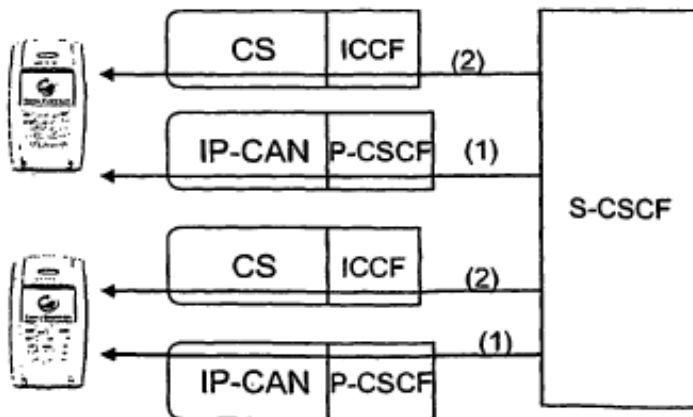 CS ICCF (2)
IP-CAN P-CSCF (1)
S-CSCF
CS ICCF (2)
(1)
IP-CAN P-CSCF